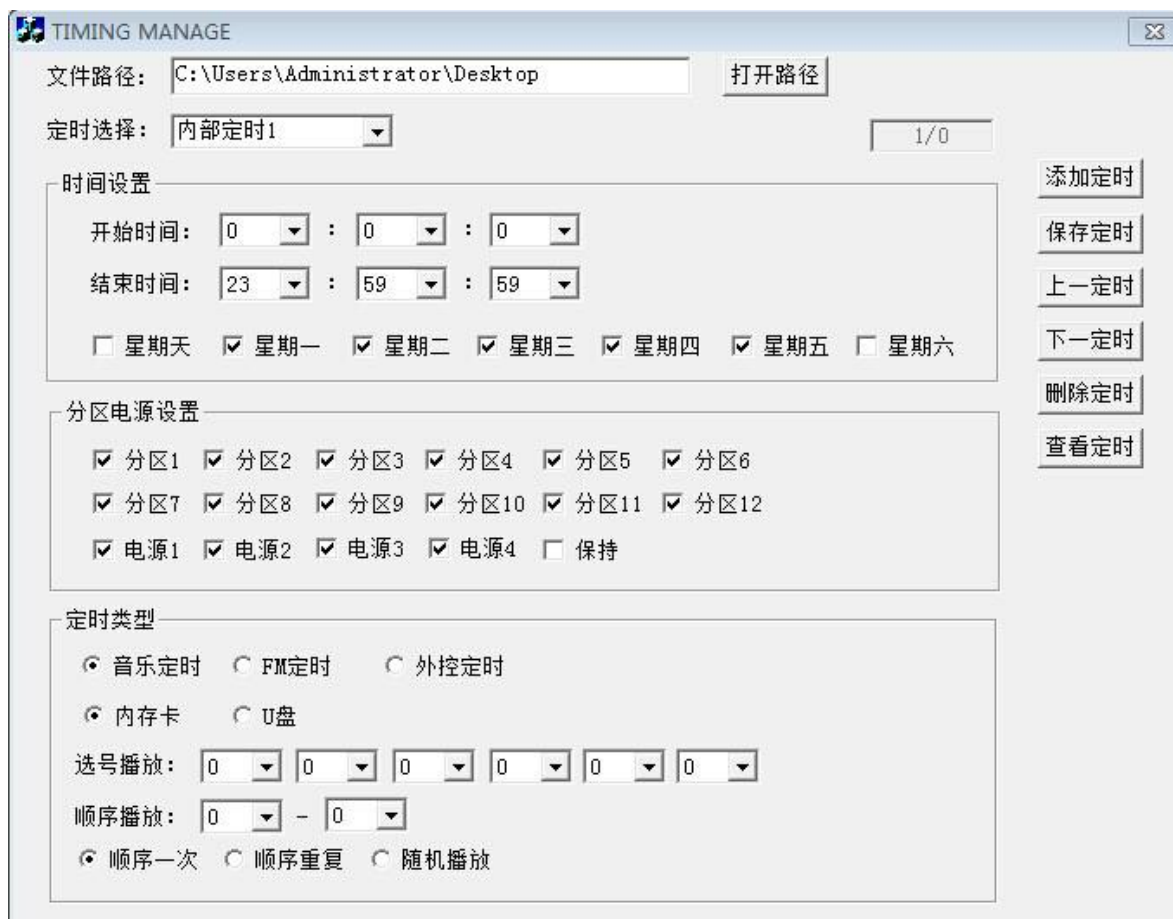 TIMING MANAGE
文件路径: C:\Users\Administrator\Desktop 打开路径
定时选择: 内部定时1
1/0
添加定时
保存定时
上一定时
下一定时
删除定时
查看定时
时间设置
开始时间: 0 : 0 : 0
结束时间: 23 : 59 : 59
星期天 星期一 星期二 星期三 星期四 星期五 星期六
分区电源设置
分区1 分区2 分区3 分区4 分区5 分区6
分区7 分区8 分区9 分区10 分区11 分区12
电源1 电源2 电源3 电源4 保持
定时类型
音乐定时 FM定时 外控定时
内存卡 U盘
选号播放: 0 0 0 0 0 0
顺序播放: 0 - 0
顺序一次 顺序重复 随机播放